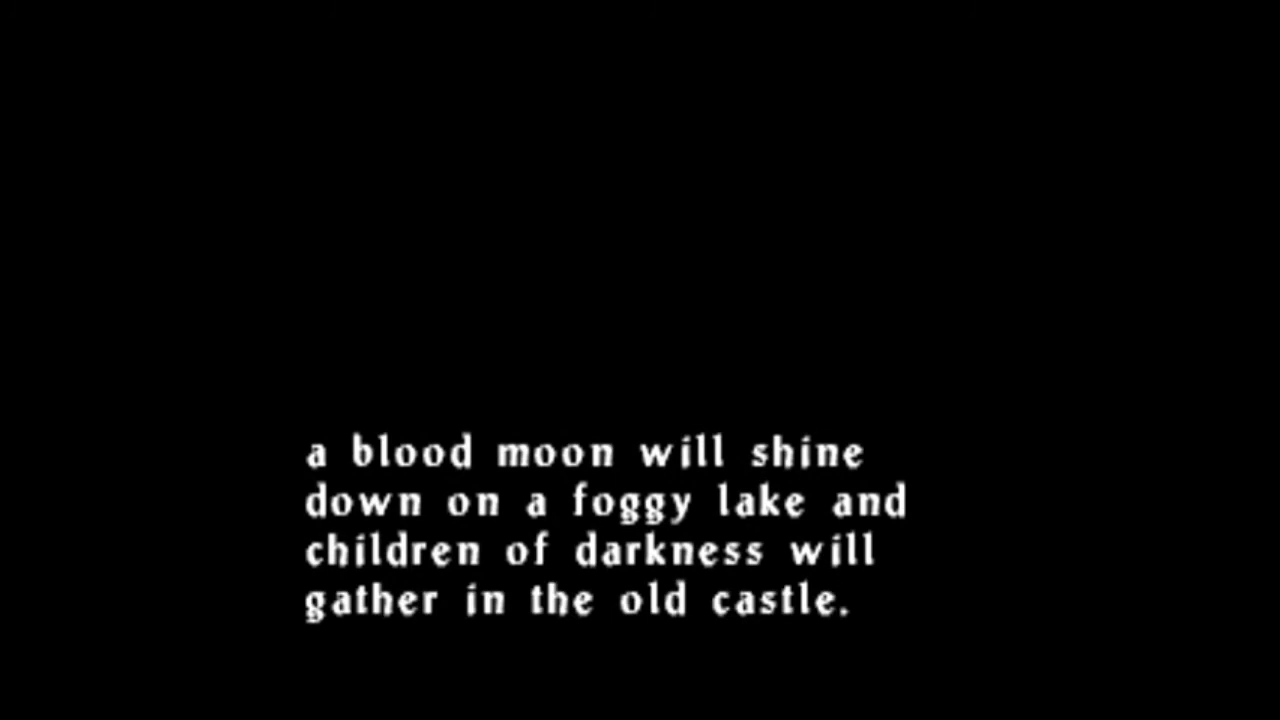 a blood moon will shine
down on a foggy lake and
children of darkness will
gather in the old castle.